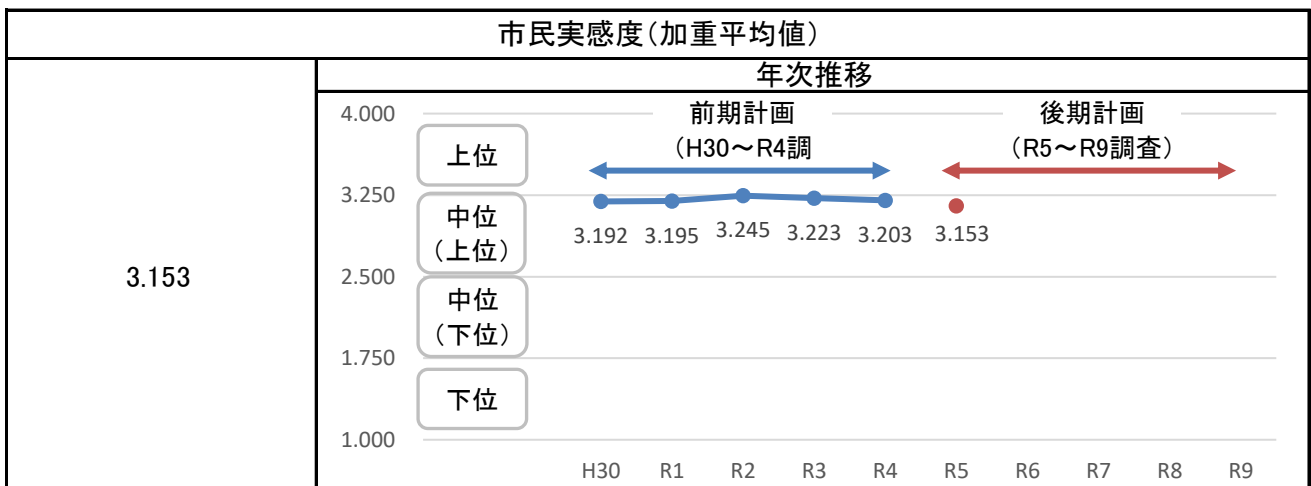 市民実感度（加重平均値）
年次推移
3.153
4.000
3.250
2.500
1.750
1.000
上位
中位
（上位）
中位
（下位）
下位
前期計画
（H30～R4調
後期計画
（R5～R9調査）
3.192 3.195 3.245 3.223 3.203 3.153
H30 R1 R2 R3 R4 R5 R6 R7 R8 R9